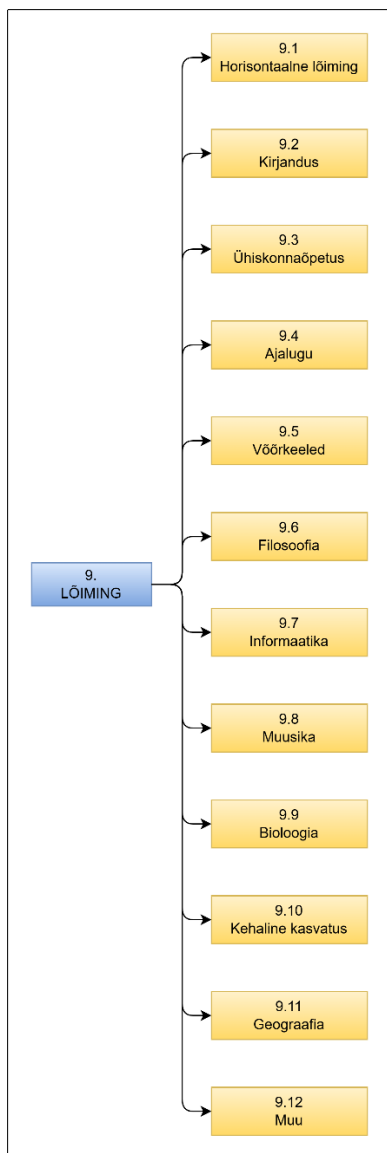 9.1
Horisontaalne lõiming
9.2
Kirjandus
9.3
Ühiskonnaõpetus
9.4
Ajalugu
9.5
Võõrkeeled
9.6
Filosoofia
9.
LÕIMING
9.7
Informaatika
9.8
Muusika
9.9
Bioloogia
9.10
Kehaline kasvatus
9.11
Geograafia
9.12
Muu